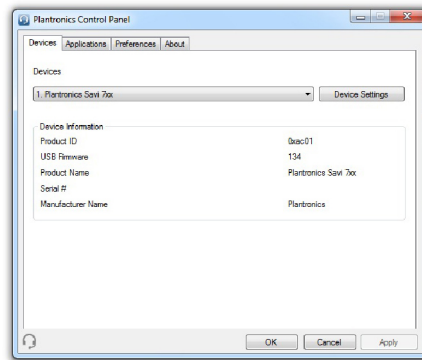 Plantronics Control Panel
Devices Applications Preferences About
Devices
1. Plantronics Savi 7xx Device Settings
Device Information
Product ID 0xac01
USB Firmware 134
Product Name Plantronics Savi 7xx
Serial #
Manufacturer Name Plantronics
OK Cancel Apply